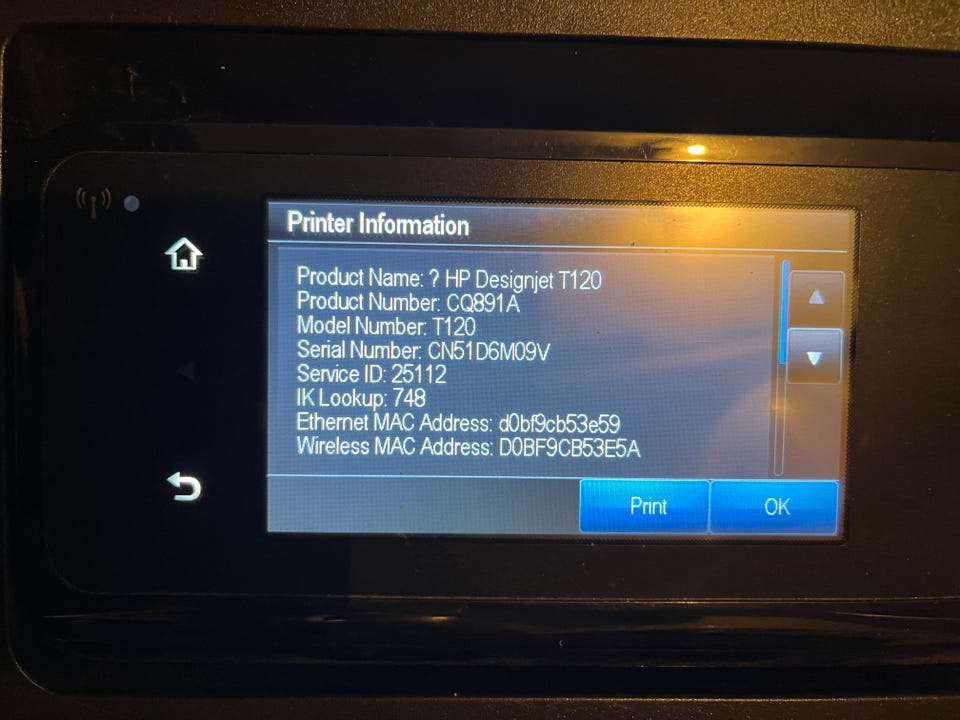 Printer Information
Product Name: ? HP Designjet T120
Product Number: CQ891A
Model Number: T120
Serial Number: CN51D6M09V
Service ID: 25112
IK Lookup: 748
Ethernet MAC Address: d0bf9cb53e59
Wireless MAC Address: D0BF9CB53E5A
Print
OK